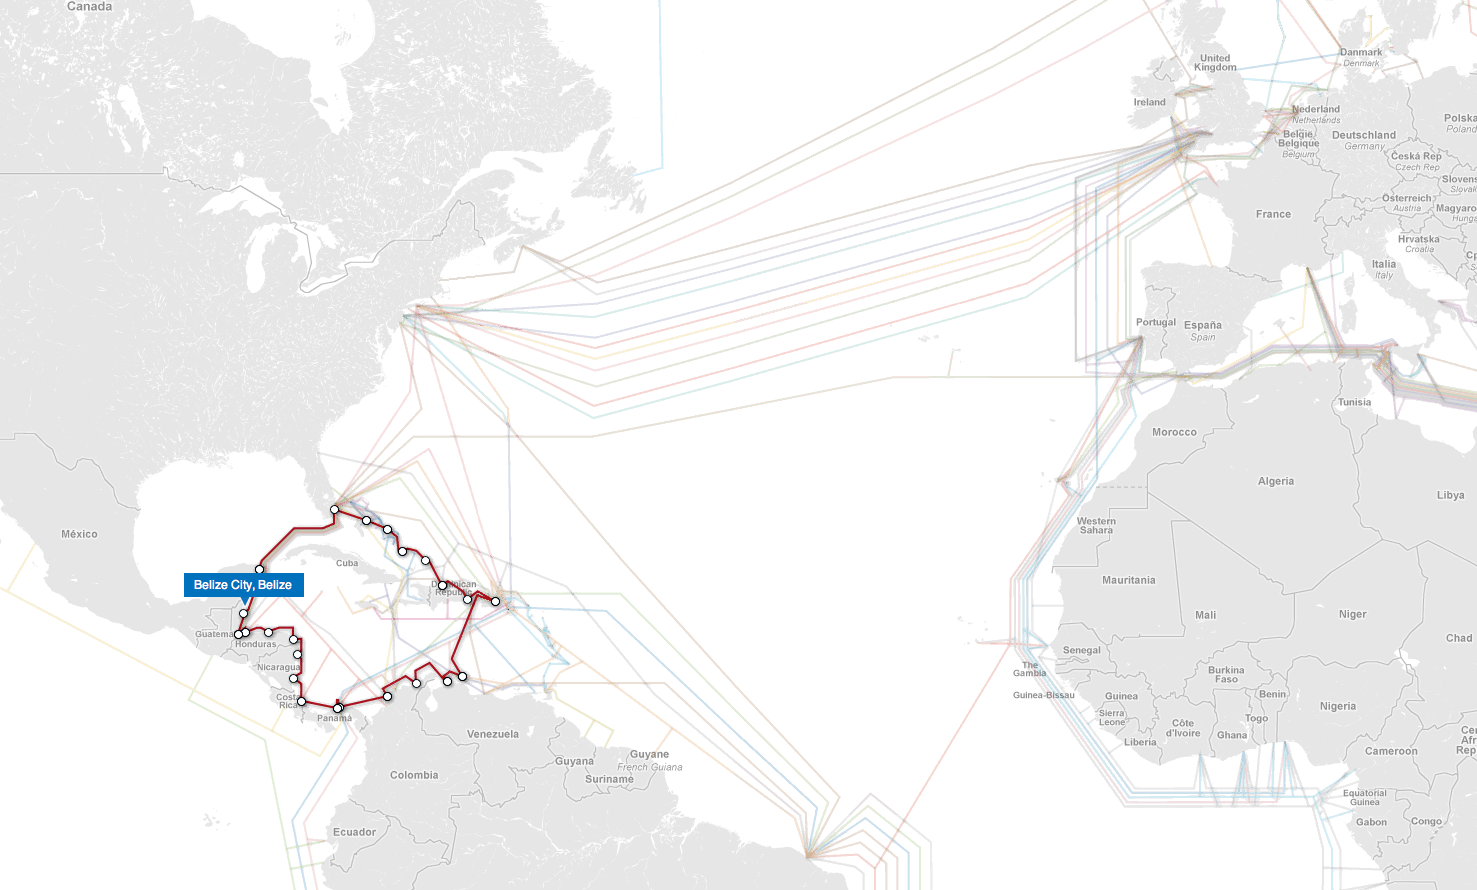 Canada
United
Kingdom
Danmark
Denmark
Ireland
Nederland
Netherlands
België
Belgique
Belgium
Deutschland
Germany
Polska
Poland
Česká Rep
Czech Rep
Slovens
Slovak
Österreich
Austria
Magyaro
Hunga
France
Hrvatska
Croatia
Italia
Italy
Portugal
España
Spain
Tunisia
Morocco
Algeria
Libya
Western
Sahara
México
Cuba
Belize City, Belize
Dominican
Republic
Guatema
Honduras
Nicaragua
Costa
Rica
Panamá
Mauritania
Mali
Niger
Chad
Senegal
The
Gambia
Guinea-Bissau
Guinea
Burkina
Faso
Benin
Togo
Nigeria
Sierra
Leone
Liberia
Côte
d'Ivoire
Ghana
Cameroon
Equatorial
Guinea
Gabon
Congo
Venezuela
Guyana
Guyane
French Guiana
Suriname
Colombia
Ecuador